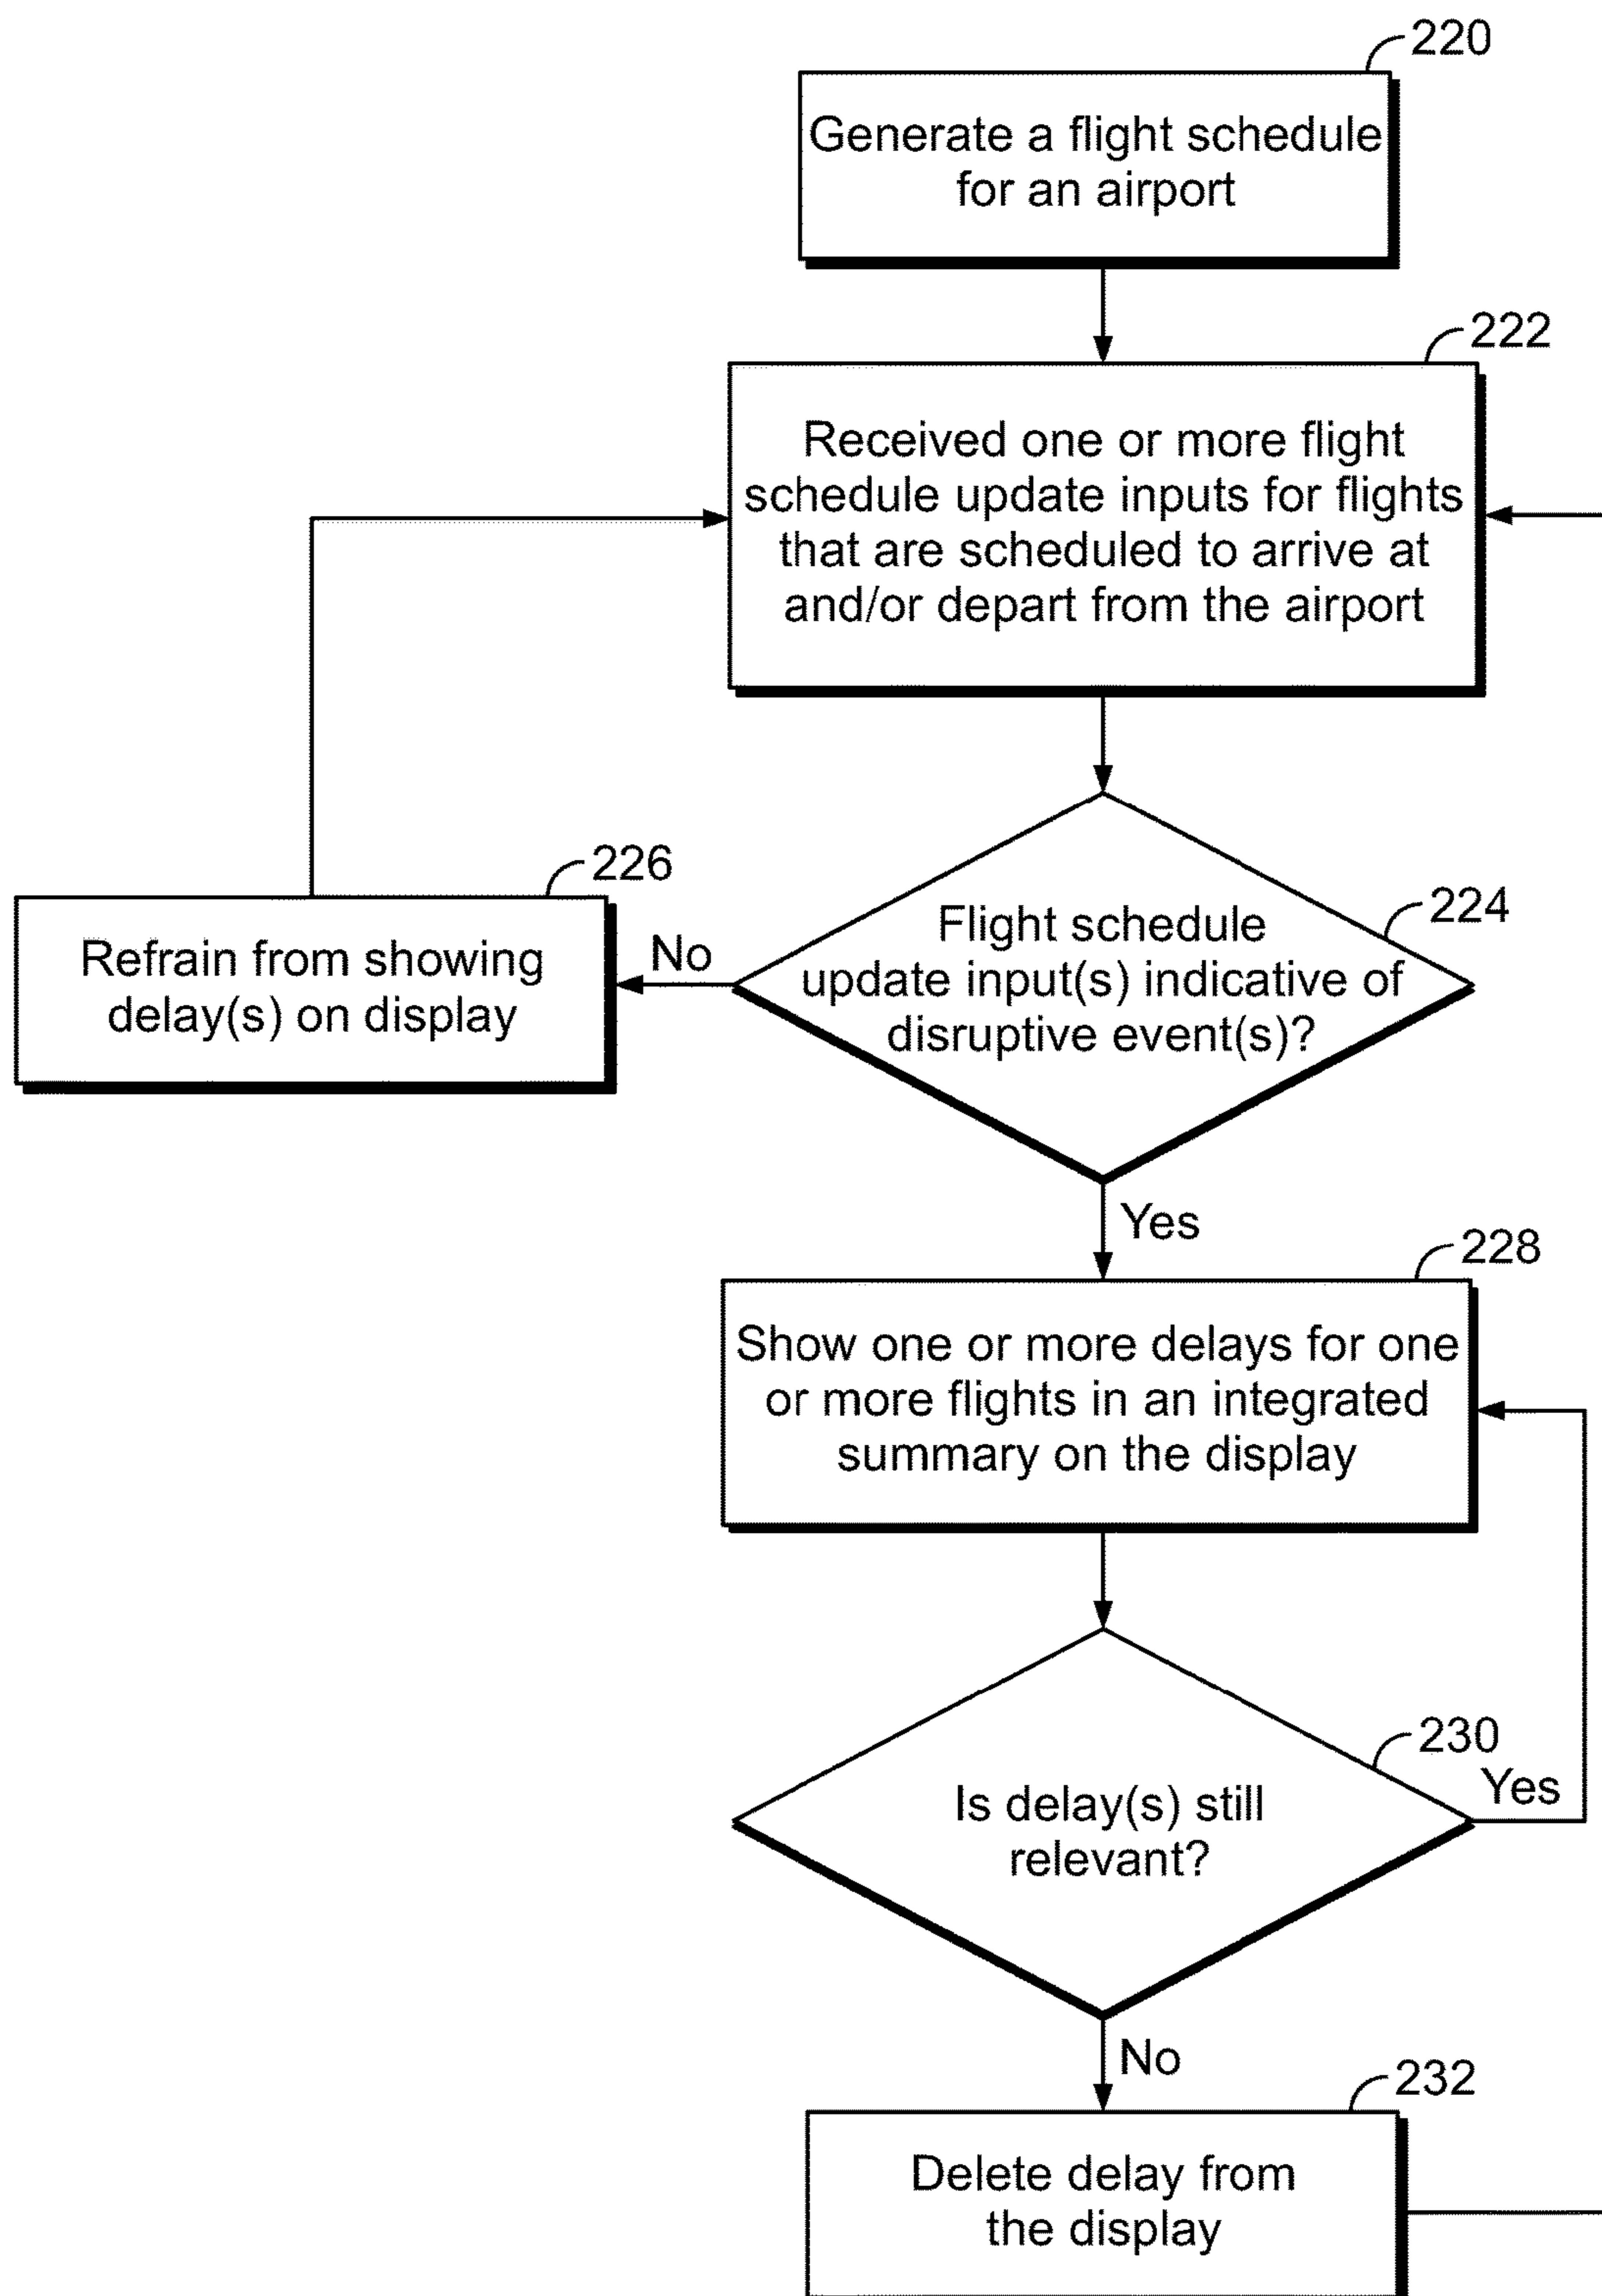 220
Generate a flight schedule
for an airport
222
Received one or more flight
schedule update inputs for flights
that are scheduled to arrive at
and/or depart from the airport
226
Refrain from showing
delay(s) on display
No
224
Flight schedule
update input(s) indicative of
disruptive event(s)?
Yes
228
Show one or more delays for one
or more flights in an integrated
summary on the display
230
Is delay(s) still
relevant?
Yes
No
232
Delete delay from
the display